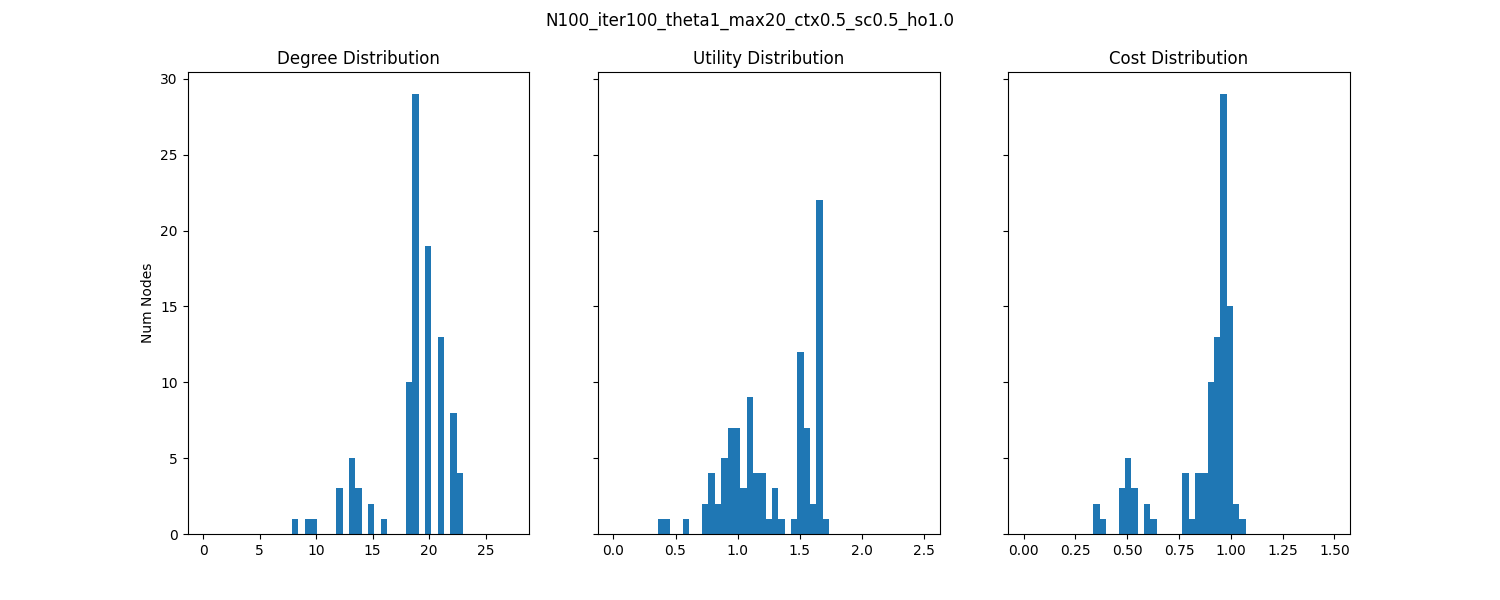 N100_iter100_theta1_max20_ctx0.5_sc0.5_ho1.0
Degree Distribution
Utility Distribution
Cost Distribution
Num Nodes
30
25
20
15
10
5
0
0 5 10 15 20 25
0.0 0.5 1.0 1.5 2.0 2.5
0.00 0.25 0.50 0.75 1.00 1.25 1.50